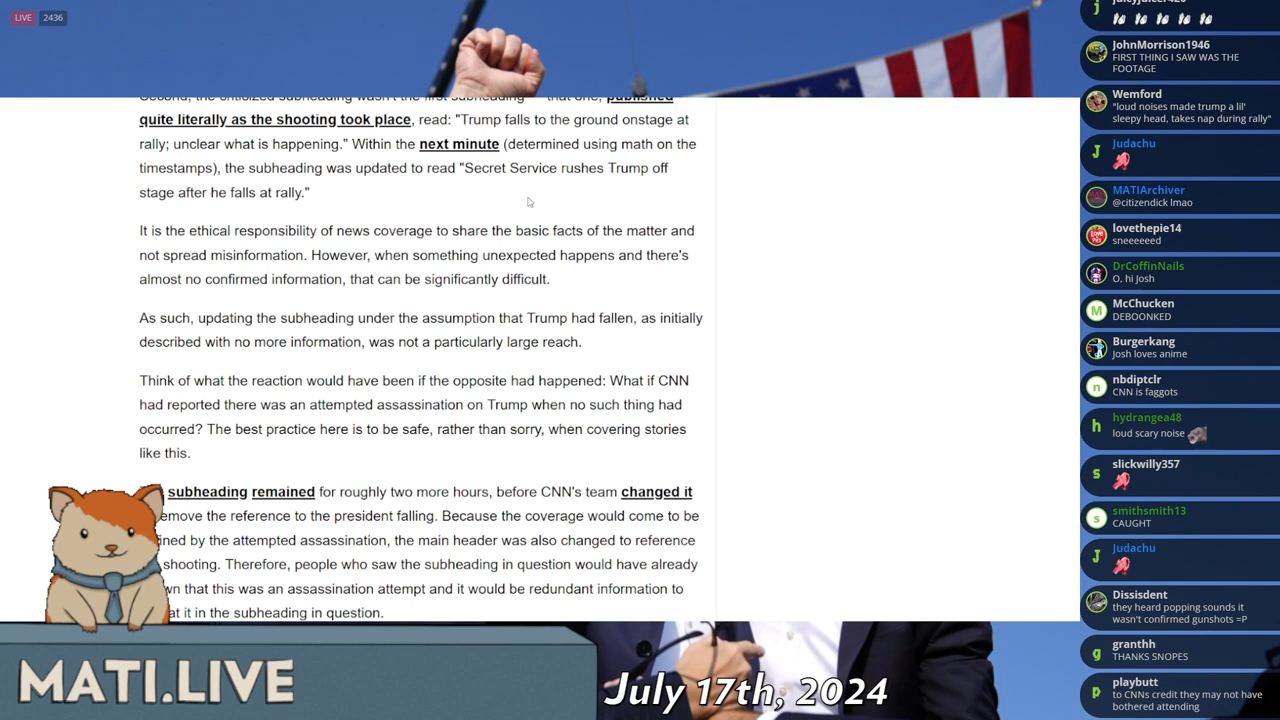 LIVE 2436
Second, the criticized subheading wasn't the first subheading — that one, published
quite literally as the shooting took place, read: "Trump falls to the ground onstage at
rally; unclear what is happening." Within the next minute (determined using math on the
timestamps), the subheading was updated to read "Secret Service rushes Trump off
stage after he falls at rally."
It is the ethical responsibility of news coverage to share the basic facts of the matter and
not spread misinformation. However, when something unexpected happens and there's
almost no confirmed information, that can be significantly difficult.
As such, updating the subheading under the assumption that Trump had fallen, as initially
described with no more information, was not a particularly large reach.
Think of what the reaction would have been if the opposite had happened: What if CNN
had reported there was an attempted assassination on Trump when no such thing had
occurred? The best practice here is to be safe, rather than sorry, when covering stories
like this.
subheading remained for roughly two more hours, before CNN's team changed it
emove the reference to the president falling. Because the coverage would come to be
ined by the attempted assassination, the main header was also changed to reference
shooting. Therefore, people who saw the subheading in question would have already
wn that this was an assassination attempt and it would be redundant information to
at it in the subheading in question.
MATI.LIVE
July 17th, 2024
j
juicyjuicer420
JohnMorrison1946
FIRST THING I SAW WAS THE
FOOTAGE
Wemford
"loud noises made trump a lil'
sleepy head, takes nap during rally"
J
Judachu
MATIArchiver
@citizendick lmao
lovethepie14
sneeeeed
DrCoffinNails
O, hi Josh
M
McChucken
DEBOONKED
Burgerkang
Josh loves anime
n
nbdiptclr
CNN is faggots
h
hydrangea48
loud scary noise
s
slickwilly357
s
smithsmith13
CAUGHT
J
Judachu
Dissisdent
they heard popping sounds it
wasn't confirmed gunshots =P
g
granthh
THANKS SNOPES
p
playbutt
to CNNs credit they may not have
bothered attending